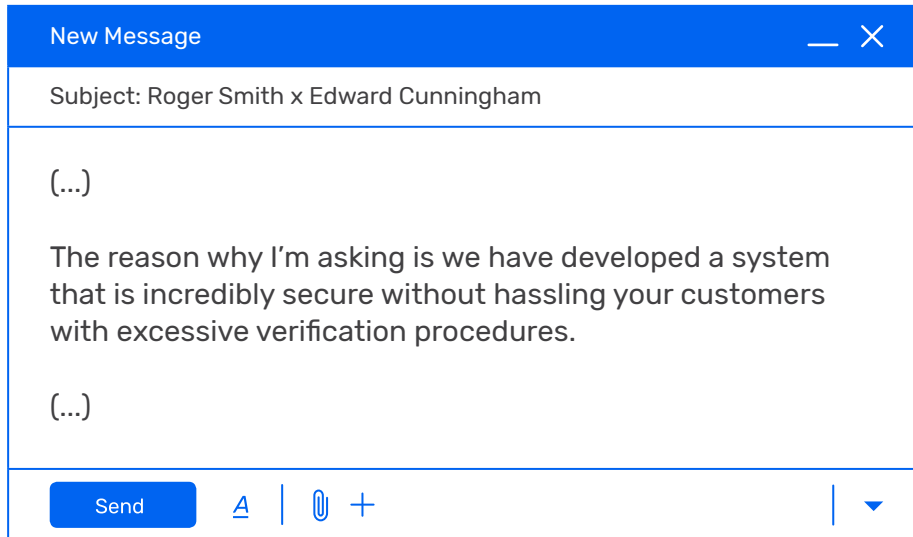 New Message
Subject: Roger Smith x Edward Cunningham
(...)
The reason why I’m asking is we have developed a system
that is incredibly secure without hassling your customers
with excessive verification procedures.
(...)
Send A